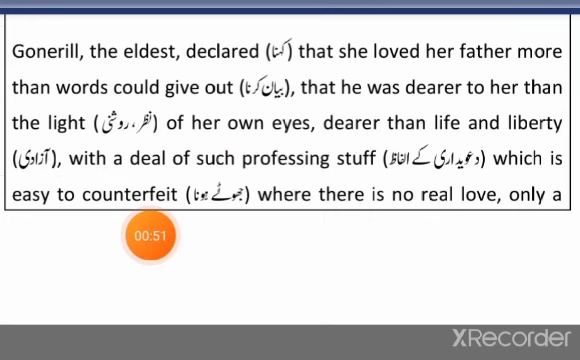 Gonerill, the eldest, declared (کہنا) that she loved her father more
than words could give out (بیان کرنا), that he was dearer to her than
the light (نظر، روشنی) of her own eyes, dearer than life and liberty
(آزادی), with a deal of such professing stuff (دعویداری کے الفاظ) which is
easy to counterfeit (جھوٹے ہونا) where there is no real love, only a
00:51
XRecorder